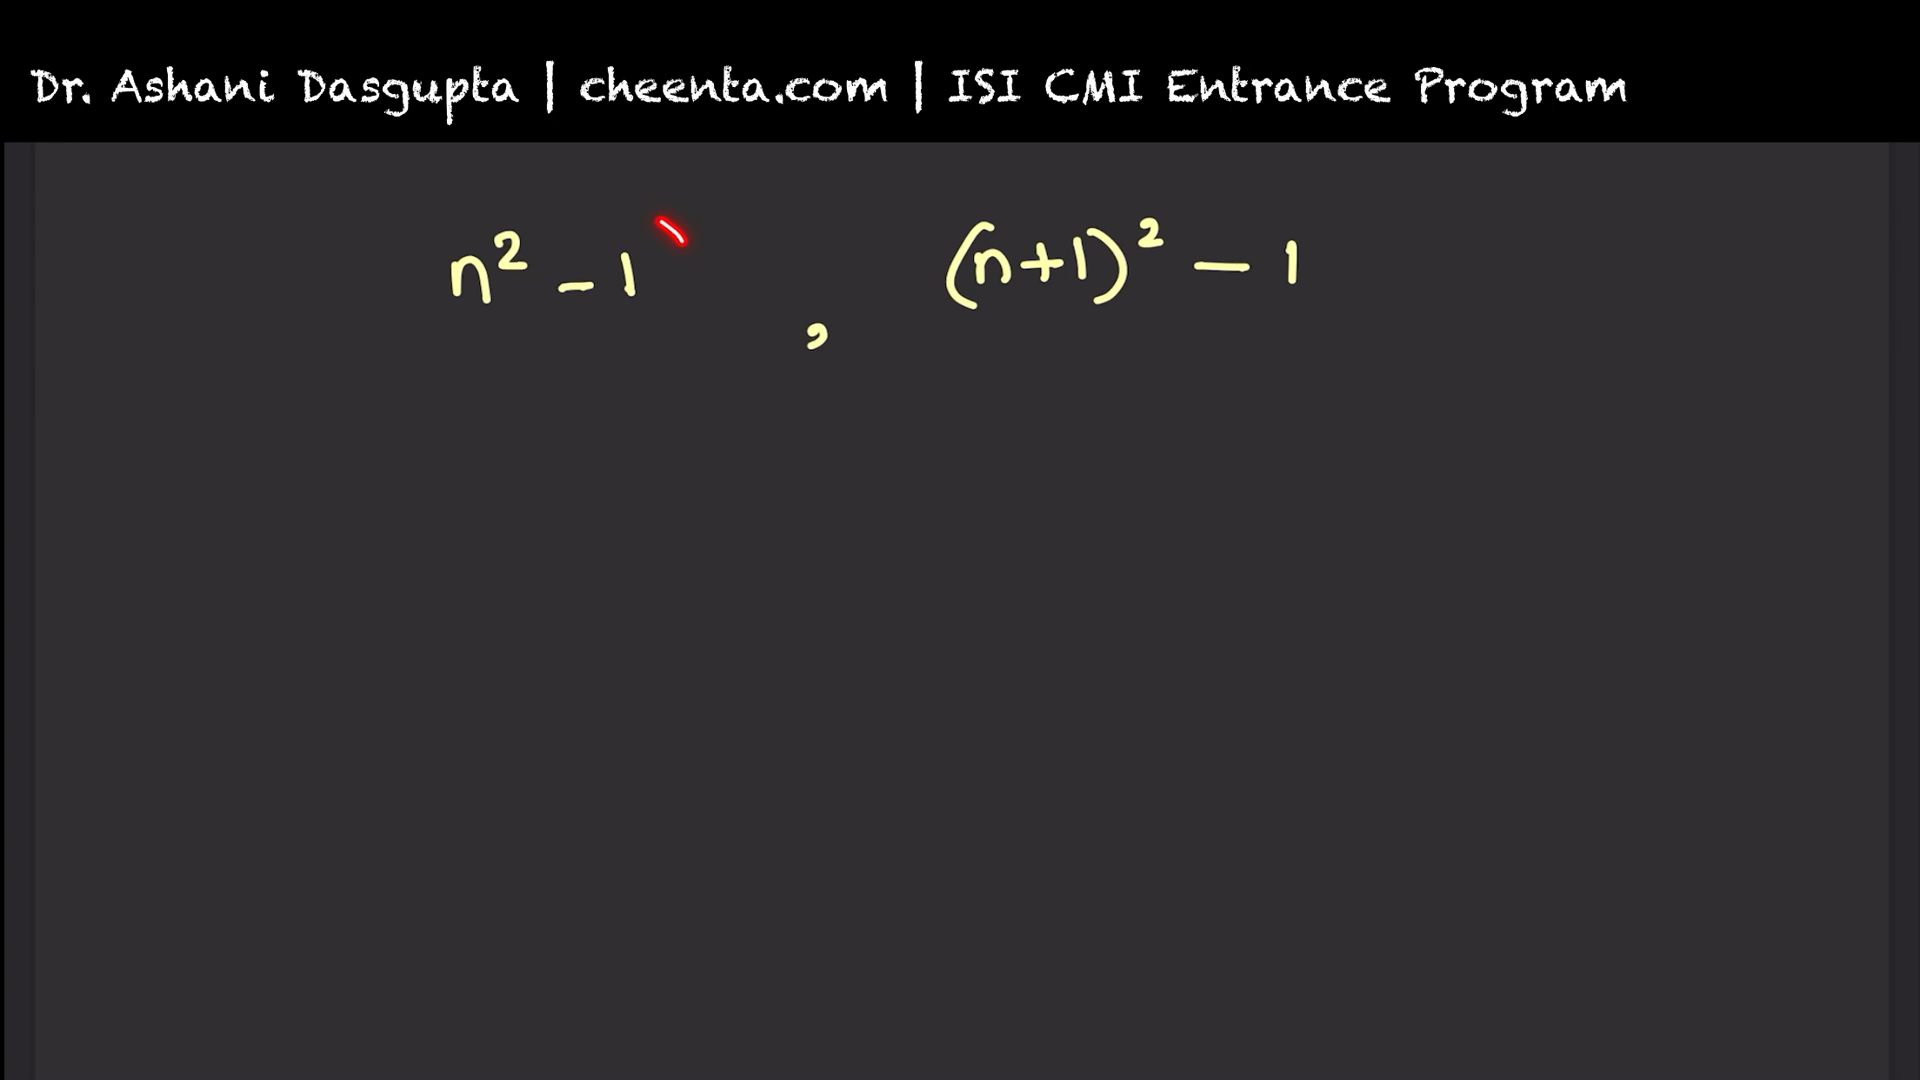 Dr. Ashani Dasgupta | cheenta.com | ISI CMI Entrance Program
n² - 1 , (n+1)² - 1